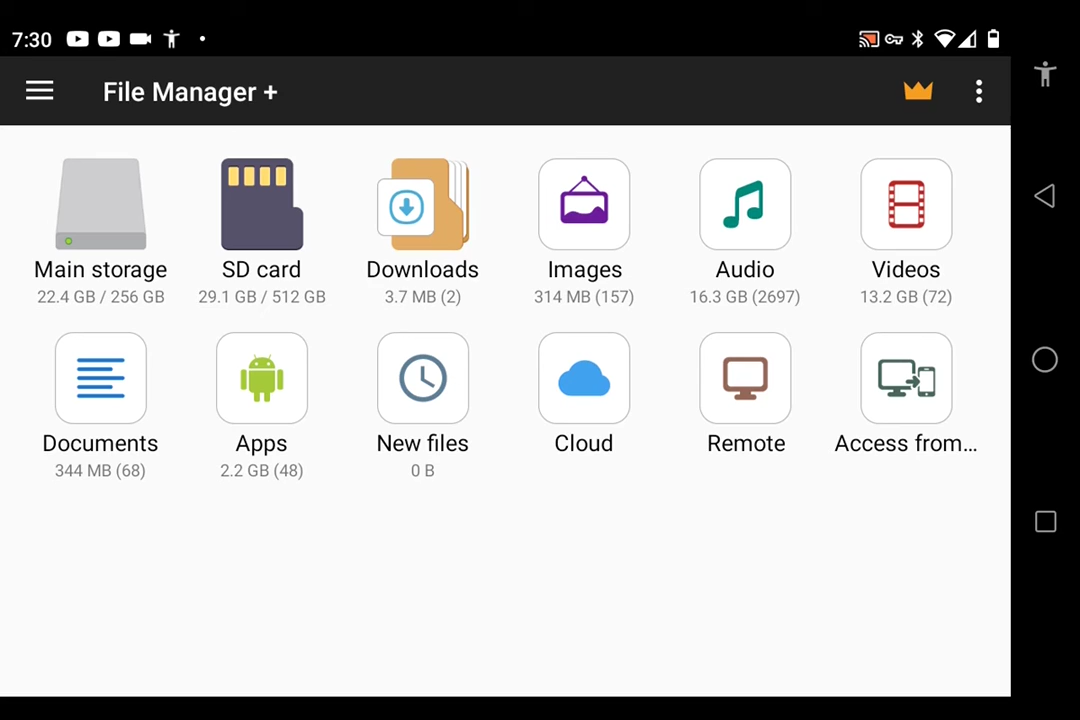 7:30
File Manager +
Main storage
22.4 GB / 256 GB
SD card
29.1 GB / 512 GB
Downloads
3.7 MB (2)
Images
314 MB (157)
Audio
16.3 GB (2697)
Videos
13.2 GB (72)
Documents
344 MB (68)
Apps
2.2 GB (48)
New files
0 B
Cloud
Remote
Access from...